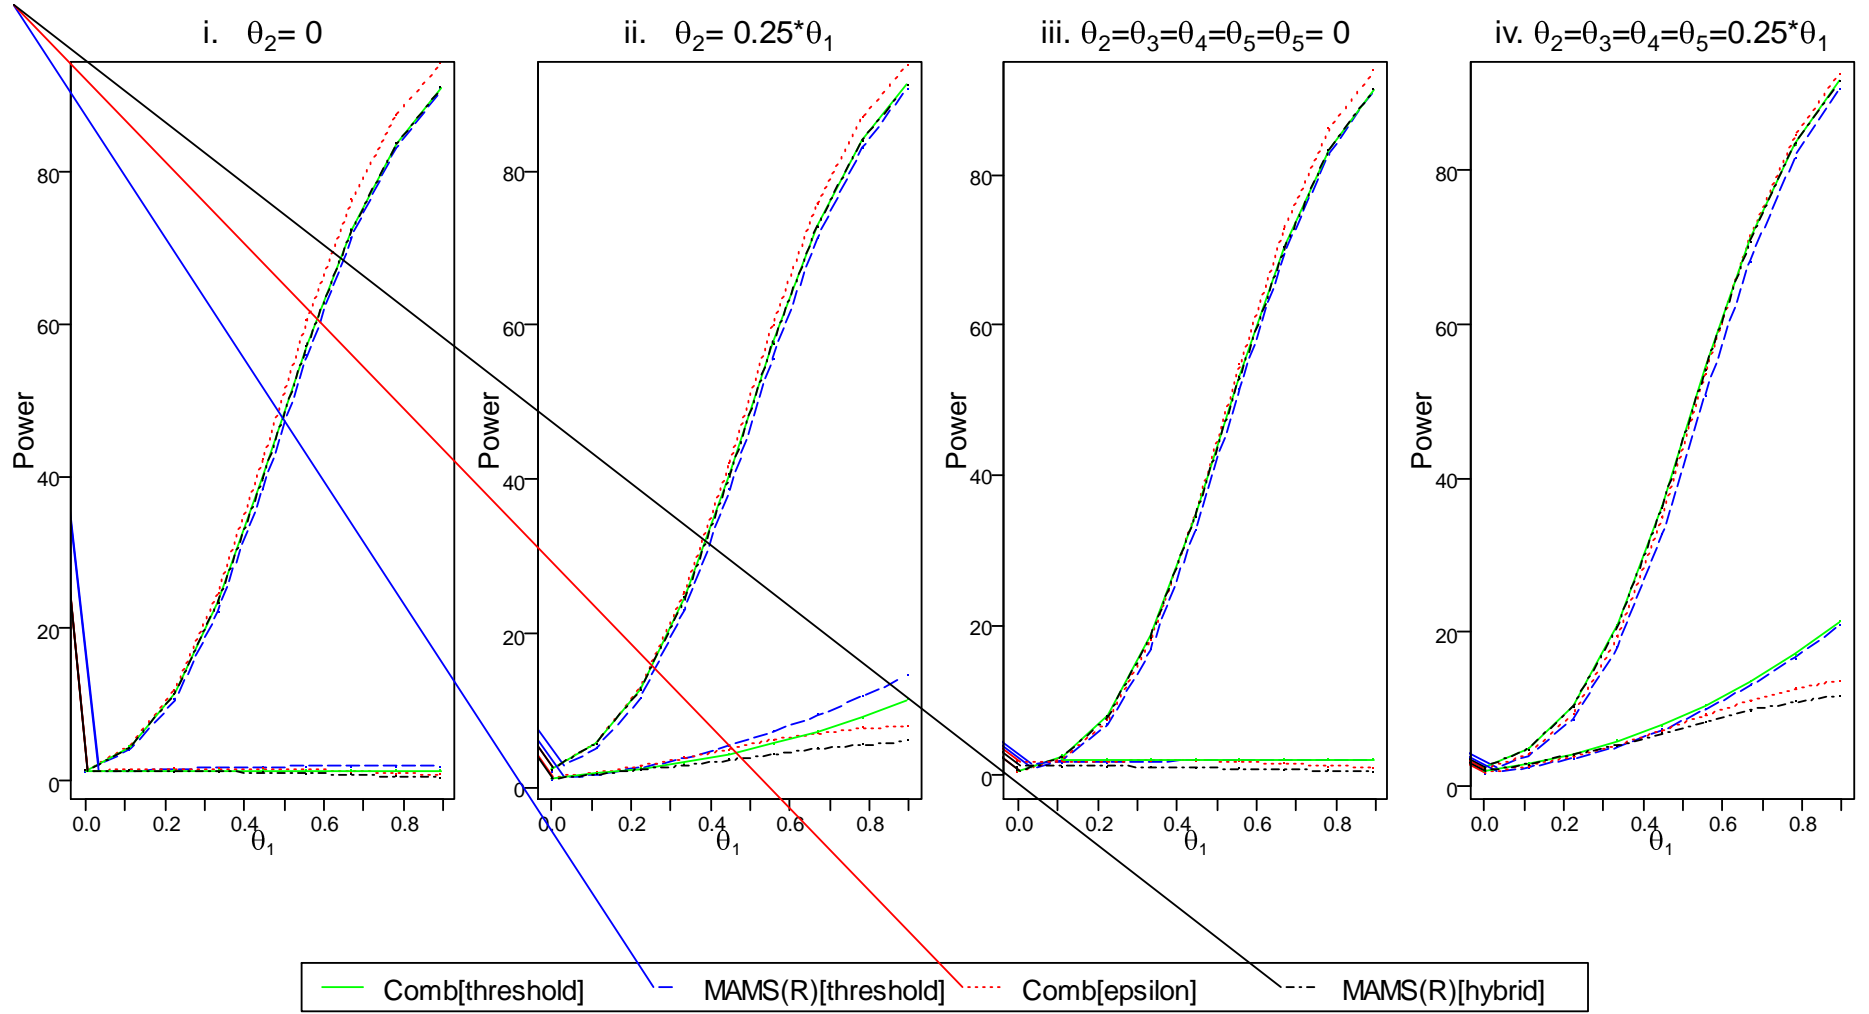 i. θ2= 0
ii. θ2= 0.25*θ1
iii. θ2=θ3=θ4=θ5=θ5= 0
iv. θ2=θ3=θ4=θ5=0.25*θ1
Power
80
60
40
20
0
0.0 0.2 0.4 0.6 0.8
θ1
Power
80
60
40
20
0
0.0 0.2 0.4 0.6 0.8
θ1
Power
80
60
40
20
0
0.0 0.2 0.4 0.6 0.8
θ1
Power
80
60
40
20
0
0.0 0.2 0.4 0.6 0.8
θ1
Comb[threshold] MAMS(R)[threshold] Comb[epsilon] MAMS(R)[hybrid]